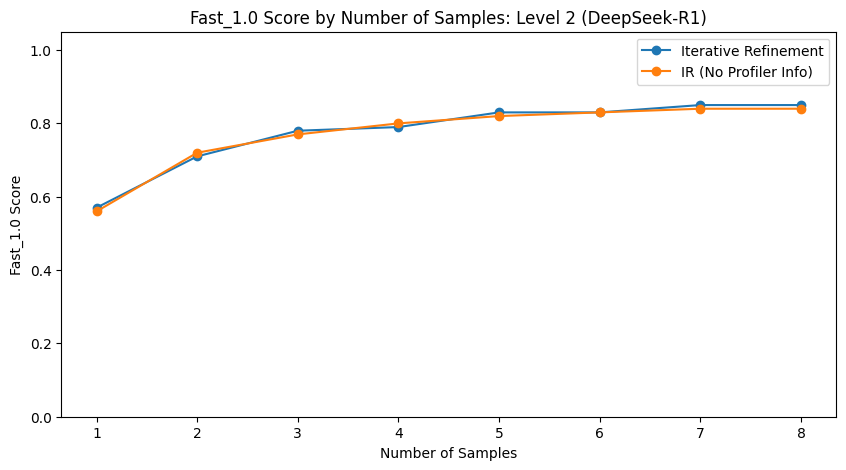 Fast_1.0 Score by Number of Samples: Level 2 (DeepSeek-R1)
Iterative Refinement
IR (No Profiler Info)
Fast_1.0 Score
1.0
0.8
0.6
0.4
0.2
0.0
1 2 3 4 5 6 7 8
Number of Samples